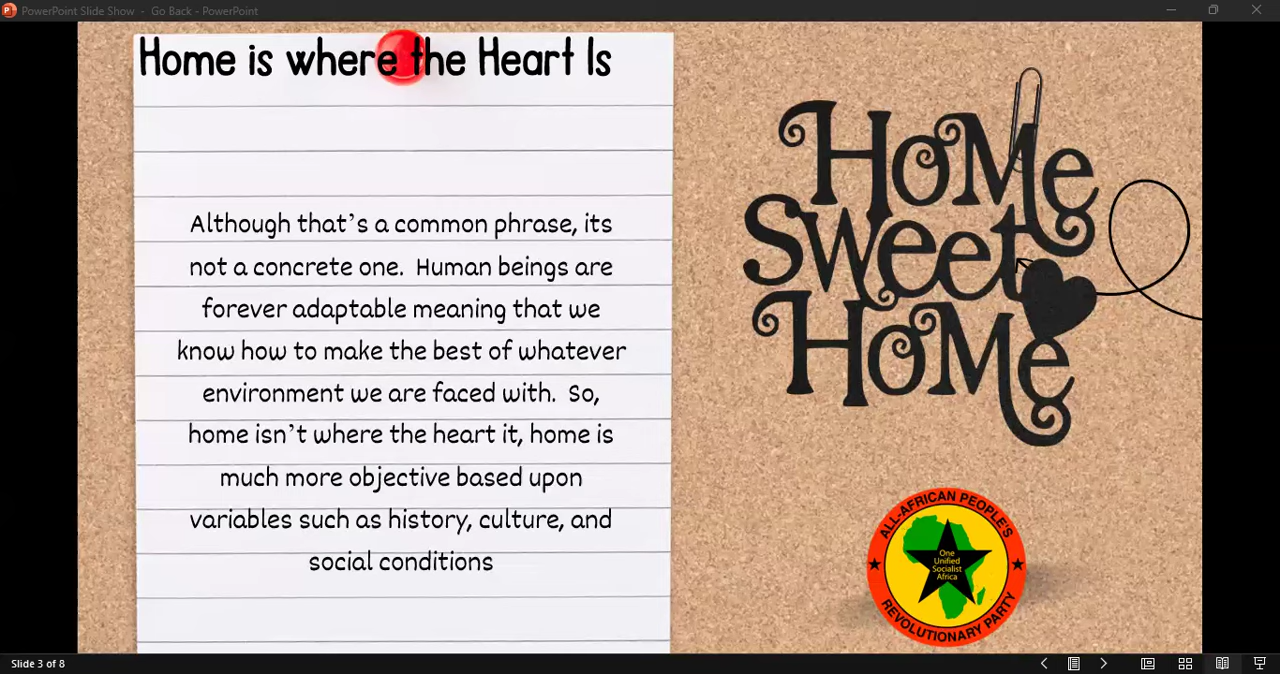 PowerPoint Slide Show - Go Back - PowerPoint
Home is where the Heart Is
Although that's a common phrase, its
not a concrete one. Human beings are
forever adaptable meaning that we
know how to make the best of whatever
environment we are faced with. So,
home isn't where the heart it, home is
much more objective based upon
variables such as history, culture, and
social conditions
HoMe
Sweet
HoMe
ALL-AFRICAN PEOPLE'S
One
Unified
Socialist
Africa
REVOLUTIONARY PARTY
Slide 3 of 8